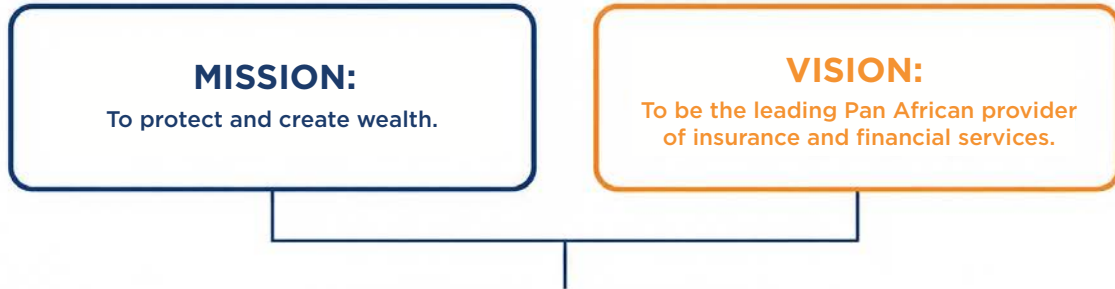 MISSION:
To protect and create wealth.
VISION:
To be the leading Pan African provider
of insurance and financial services.